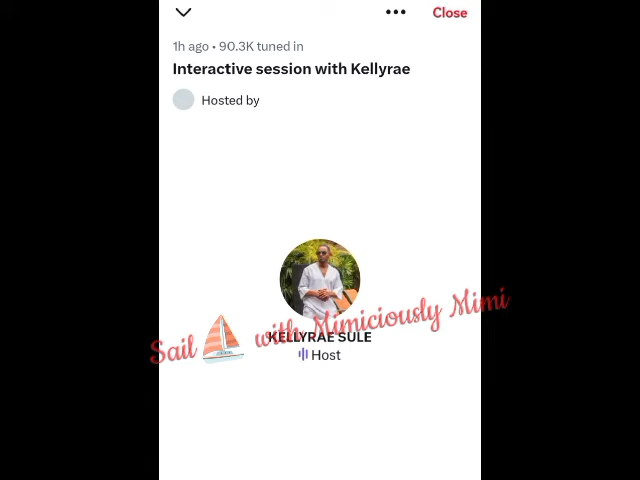 Close
1h ago • 90.3K tuned in
Interactive session with Kellyrae
Hosted by
Sail with Mimiciously Mimi
KELLYRAE SULE
Host